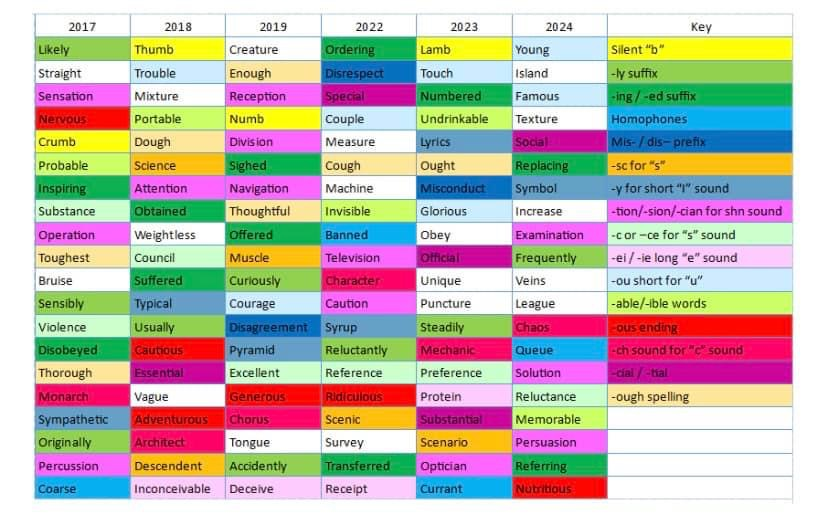 2017 2018 2019 2022 2023 2024 Key
Likely Thumb Creature Ordering Lamb Young Silent “b”
Straight Trouble Enough Disrespect Touch Island -ly suffix
Sensation Mixture Reception Special Numbered Famous -ing / -ed suffix
Nervous Portable Numb Couple Undrinkable Texture Homophones
Crumb Dough Division Measure Lyrics Social Mis- / dis– prefix
Probable Science Sighed Cough Ought Replacing -sc for “s”
Inspiring Attention Navigation Machine Misconduct Symbol -y for short “I” sound
Substance Obtained Thoughtful Invisible Glorious Increase -tion/-sion/-cian for shn sound
Operation Weightless Offered Banned Obey Examination -c or –ce for “s” sound
Toughest Council Muscle Television Official Frequently -ei / -ie long “e” sound
Bruise Suffered Curiously Character Unique Veins -ou short for “u”
Sensibly Typical Courage Caution Puncture League -able/-ible words
Violence Usually Disagreement Syrup Steadily Chaos -ous ending
Disobeyed Cautious Pyramid Reluctantly Mechanic Queue -ch sound for “c” sound
Thorough Essential Excellent Reference Preference Solution -cial / -tial
Monarch Vague Generous Ridiculous Protein Reluctance -ough spelling
Sympathetic Adventurous Chorus Scenic Substantial Memorable
Originally Architect Tongue Survey Scenario Persuasion
Percussion Descendent Accidently Transferred Optician Referring
Coarse Inconceivable Deceive Receipt Currant Nutritious